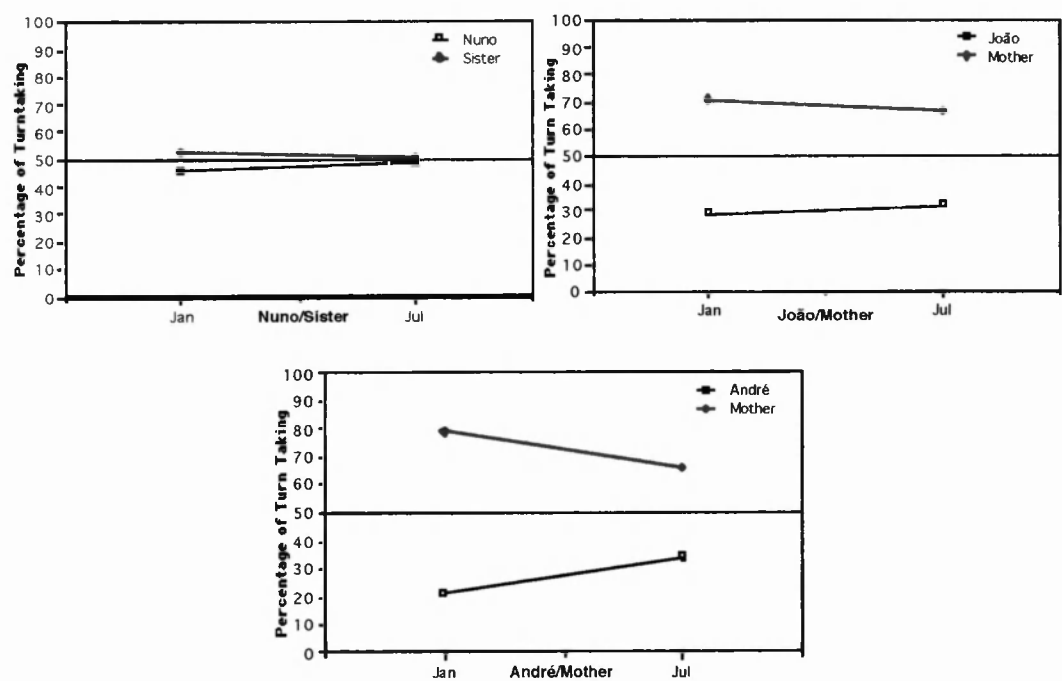 Percentage of Turntaking
100
90
80
70
60
50
40
30
20
10
0
Nuno
Sister
Jan
Nuno/Sister
Jul
Percentage of Turn Taking
100
90
80
70
60
50
40
30
20
10
0
João
Mother
Jan
João/Mother
Jul
Percentage of Turn Taking
100
90
80
70
60
50
40
30
20
10
0
André
Mother
Jan
André/Mother
Jul